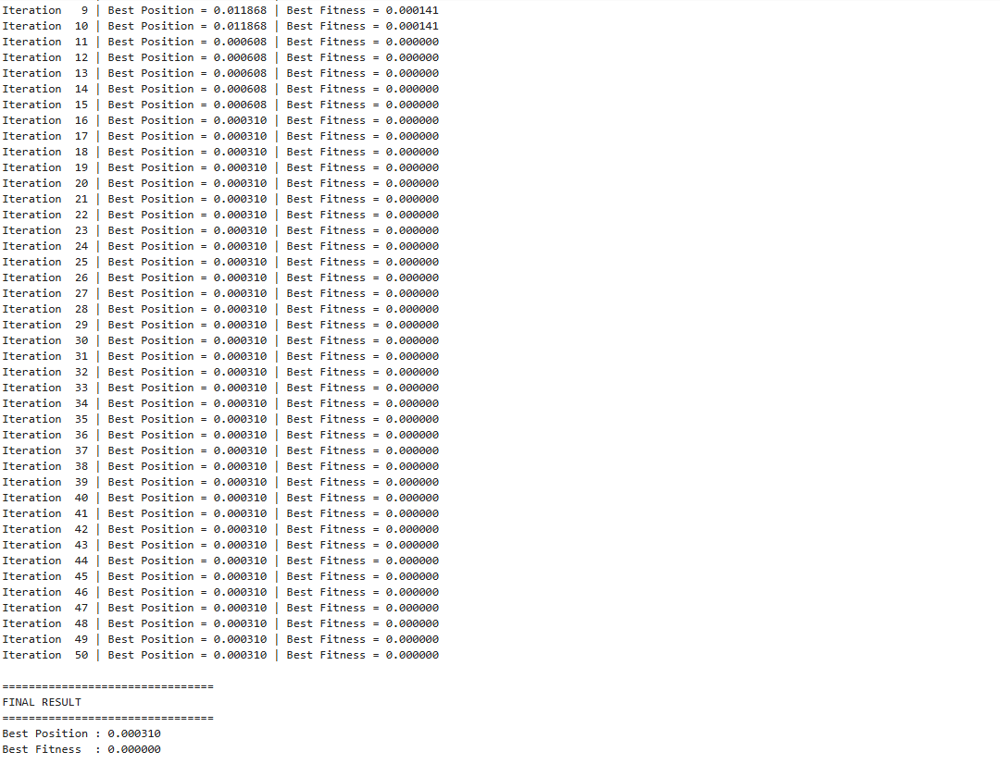 Iteration   9 | Best Position = 0.011868 | Best Fitness = 0.000141
Iteration  10 | Best Position = 0.011868 | Best Fitness = 0.000141
Iteration  11 | Best Position = 0.000608 | Best Fitness = 0.000000
Iteration  12 | Best Position = 0.000608 | Best Fitness = 0.000000
Iteration  13 | Best Position = 0.000608 | Best Fitness = 0.000000
Iteration  14 | Best Position = 0.000608 | Best Fitness = 0.000000
Iteration  15 | Best Position = 0.000608 | Best Fitness = 0.000000
Iteration  16 | Best Position = 0.000310 | Best Fitness = 0.000000
Iteration  17 | Best Position = 0.000310 | Best Fitness = 0.000000
Iteration  18 | Best Position = 0.000310 | Best Fitness = 0.000000
Iteration  19 | Best Position = 0.000310 | Best Fitness = 0.000000
Iteration  20 | Best Position = 0.000310 | Best Fitness = 0.000000
Iteration  21 | Best Position = 0.000310 | Best Fitness = 0.000000
Iteration  22 | Best Position = 0.000310 | Best Fitness = 0.000000
Iteration  23 | Best Position = 0.000310 | Best Fitness = 0.000000
Iteration  24 | Best Position = 0.000310 | Best Fitness = 0.000000
Iteration  25 | Best Position = 0.000310 | Best Fitness = 0.000000
Iteration  26 | Best Position = 0.000310 | Best Fitness = 0.000000
Iteration  27 | Best Position = 0.000310 | Best Fitness = 0.000000
Iteration  28 | Best Position = 0.000310 | Best Fitness = 0.000000
Iteration  29 | Best Position = 0.000310 | Best Fitness = 0.000000
Iteration  30 | Best Position = 0.000310 | Best Fitness = 0.000000
Iteration  31 | Best Position = 0.000310 | Best Fitness = 0.000000
Iteration  32 | Best Position = 0.000310 | Best Fitness = 0.000000
Iteration  33 | Best Position = 0.000310 | Best Fitness = 0.000000
Iteration  34 | Best Position = 0.000310 | Best Fitness = 0.000000
Iteration  35 | Best Position = 0.000310 | Best Fitness = 0.000000
Iteration  36 | Best Position = 0.000310 | Best Fitness = 0.000000
Iteration  37 | Best Position = 0.000310 | Best Fitness = 0.000000
Iteration  38 | Best Position = 0.000310 | Best Fitness = 0.000000
Iteration  39 | Best Position = 0.000310 | Best Fitness = 0.000000
Iteration  40 | Best Position = 0.000310 | Best Fitness = 0.000000
Iteration  41 | Best Position = 0.000310 | Best Fitness = 0.000000
Iteration  42 | Best Position = 0.000310 | Best Fitness = 0.000000
Iteration  43 | Best Position = 0.000310 | Best Fitness = 0.000000
Iteration  44 | Best Position = 0.000310 | Best Fitness = 0.000000
Iteration  45 | Best Position = 0.000310 | Best Fitness = 0.000000
Iteration  46 | Best Position = 0.000310 | Best Fitness = 0.000000
Iteration  47 | Best Position = 0.000310 | Best Fitness = 0.000000
Iteration  48 | Best Position = 0.000310 | Best Fitness = 0.000000
Iteration  49 | Best Position = 0.000310 | Best Fitness = 0.000000
Iteration  50 | Best Position = 0.000310 | Best Fitness = 0.000000
================================
FINAL RESULT
================================
Best Position : 0.000310
Best Fitness  : 0.000000